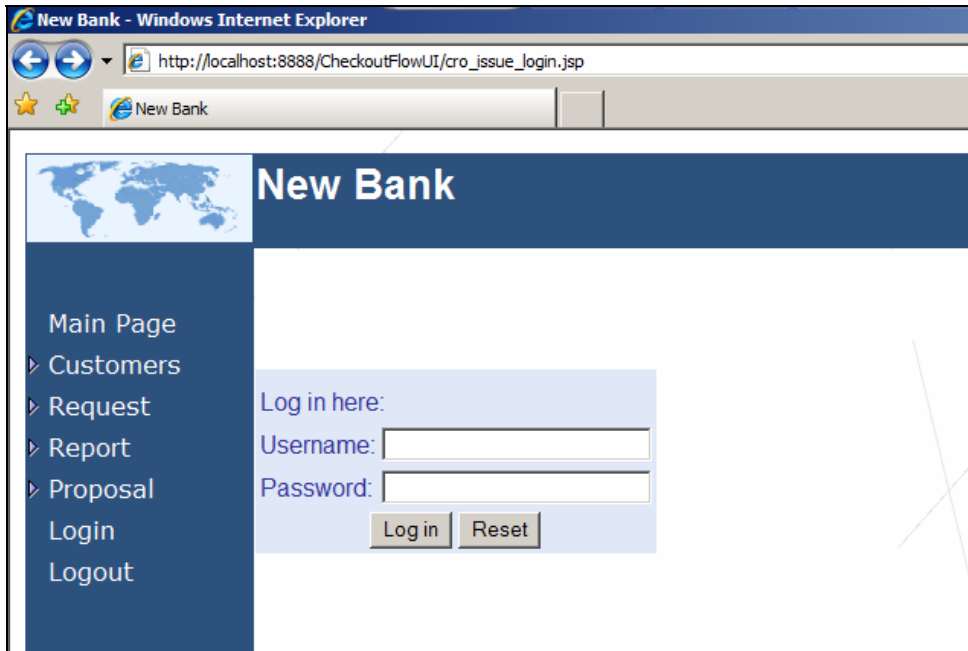 New Bank - Windows Internet Explorer
http://localhost:8888/CheckoutFlowUI/cro_issue_login.jsp
New Bank
New Bank
Main Page
Customers
Request
Report
Proposal
Login
Logout
Log in here:
Username:
Password:
Log in Reset